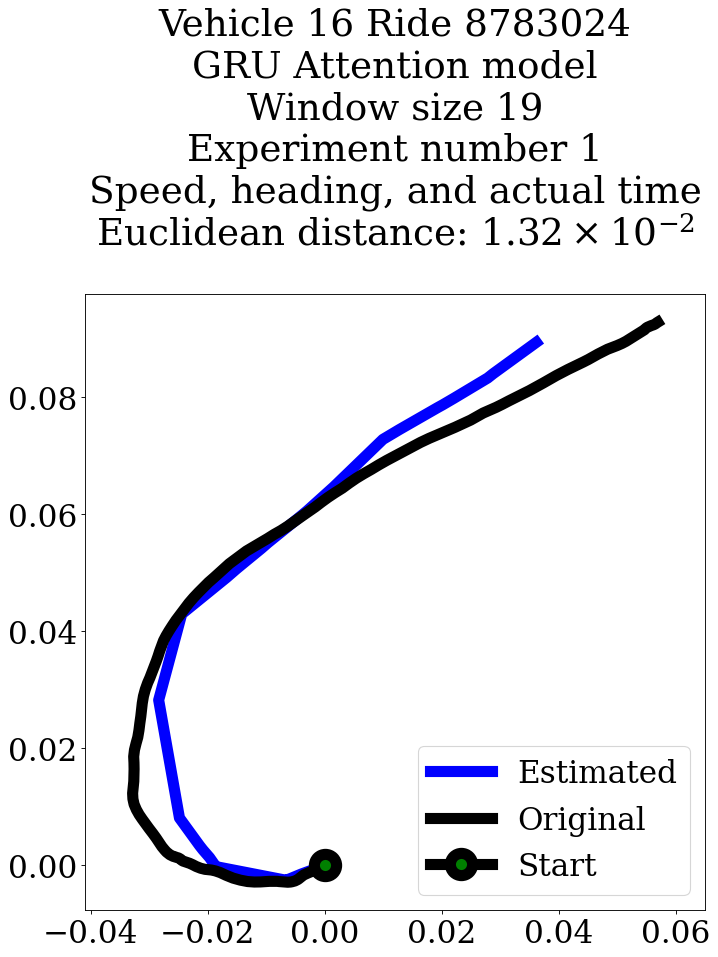 Vehicle 16 Ride 8783024
GRU Attention model
Window size 19
Experiment number 1
Speed, heading, and actual time
Euclidean distance: 1.32 × 10⁻²
0.08
0.06
0.04
0.02
0.00
Estimated
Original
Start
−0.04 −0.02 0.00 0.02 0.04 0.06